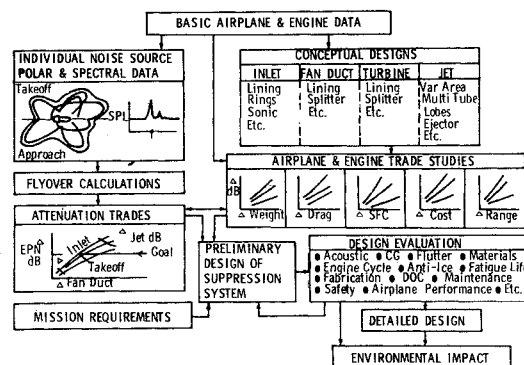 BASIC AIRPLANE & ENGINE DATA
INDIVIDUAL NOISE SOURCE
POLAR & SPECTRAL DATA
Takeoff
SPL
Approach
CONCEPTUAL DESIGNS
INLET
Lining
Rings
Sonic
Etc.
FAN DUCT
Lining
Splitter
Etc.
TURBINE
Lining
Splitter
Etc.
JET
Var Area
Multi Tube
Lobes
Ejector
Etc.
FLYOVER CALCULATIONS
AIRPLANE & ENGINE TRADE STUDIES
Δ dB
Δ Weight
Δ Drag
Δ SFC
Δ Cost
Δ Range
ATTENUATION TRADES
Δ EPN dB
Inlet
Δ Jet dB
Goal
Takeoff
Δ Fan Duct
PRELIMINARY
DESIGN OF
SUPPRESSION
SYSTEM
DESIGN EVALUATION
● Acoustic ● CG ● Flutter ● Materials
● Engine Cycle ● Anti-Ice ● Fatigue Life
● Fabrication ● DOC ● Maintenance
● Safety ● Airplane Performance ● Etc.
MISSION REQUIREMENTS
DETAILED DESIGN
ENVIRONMENTAL IMPACT